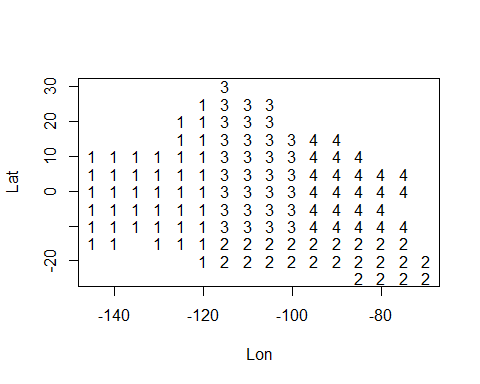 30 3
1 3 3 3
1 1 3 3 3
1 1 3 3 3 3 4 4
10 1 1 1 1 1 1 3 3 3 3 4 4 4
1 1 1 1 1 1 3 3 3 3 4 4 4 4 4
Lat
0 1 1 1 1 1 1 3 3 3 3 4 4 4 4 4
1 1 1 1 1 1 3 3 3 3 4 4 4 4
1 1 1 1 1 1 3 3 3 3 4 4 4 4 4
1 1 1 1 1 2 2 2 2 2 2 2 2 2
-20 1 2 2 2 2 2 2 2 2 2 2
2 2 2 2
-140 -120 -100 -80
Lon